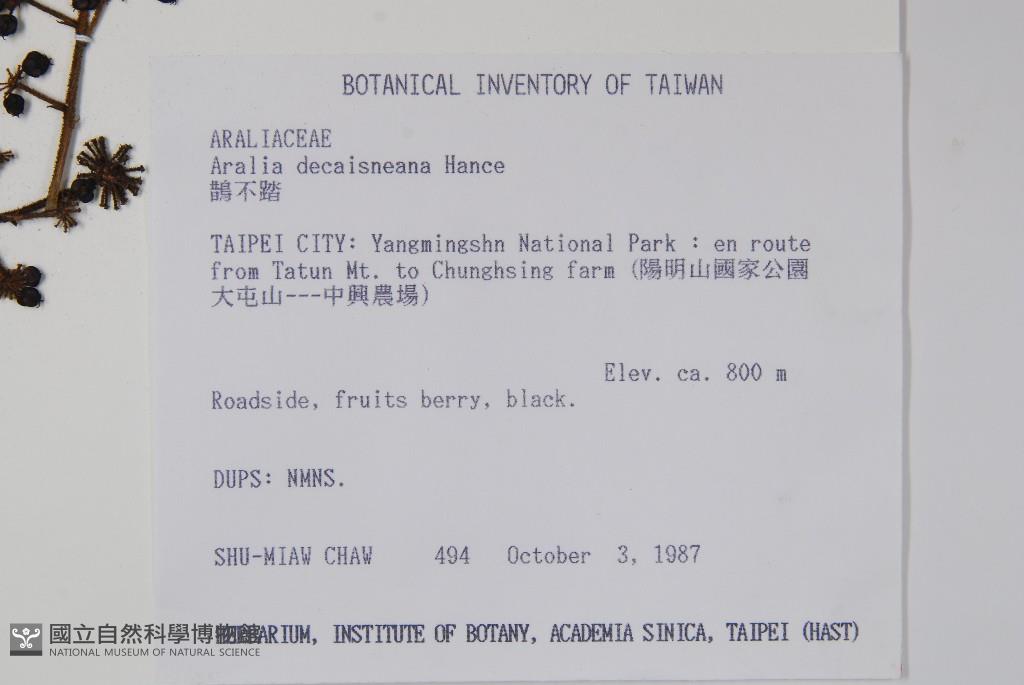 BOTANICAL INVENTORY OF TAIWAN
ARALIACEAE
Aralia decaisneana Hance
鵲不踏
TAIPEI CITY: Yangmingshn National Park : en route
from Tatun Mt. to Chunghsing farm (陽明山國家公園
大屯山---中興農場)
Elev. ca. 800 m
Roadside, fruits berry, black.
DUPS: NMNS.
SHU-MIAW CHAW 494 October 3, 1987
INSTITUTE OF BOTANY, ACADEMIA SINICA, TAIPEI (HAST)
國立自然科學博物館
NATIONAL MUSEUM OF NATURAL SCIENCE